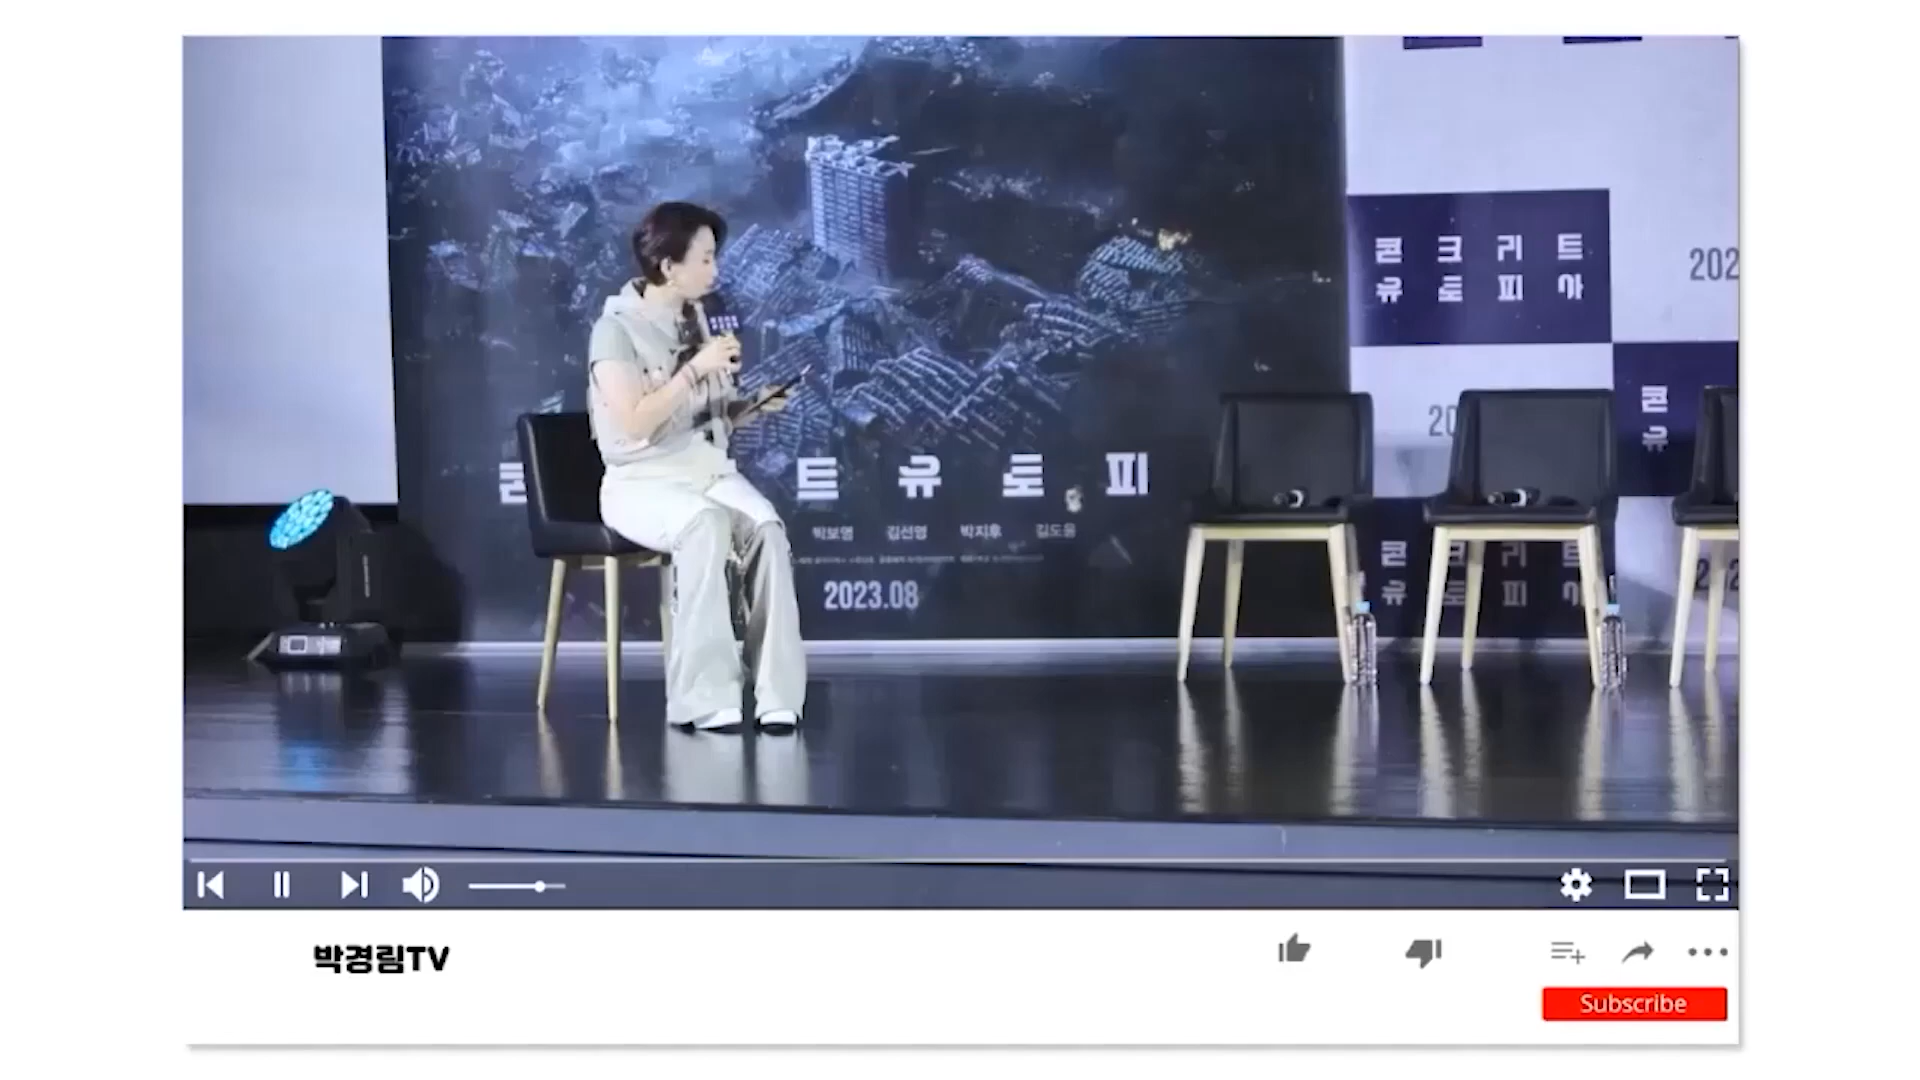 콘크리트
유토피아
202
콘
유
20
콘 트 유 토 피
박보영 김선영 박지후 김도윤
콘크리트
유토피아
202
2023.08
박경림TV
Subscribe